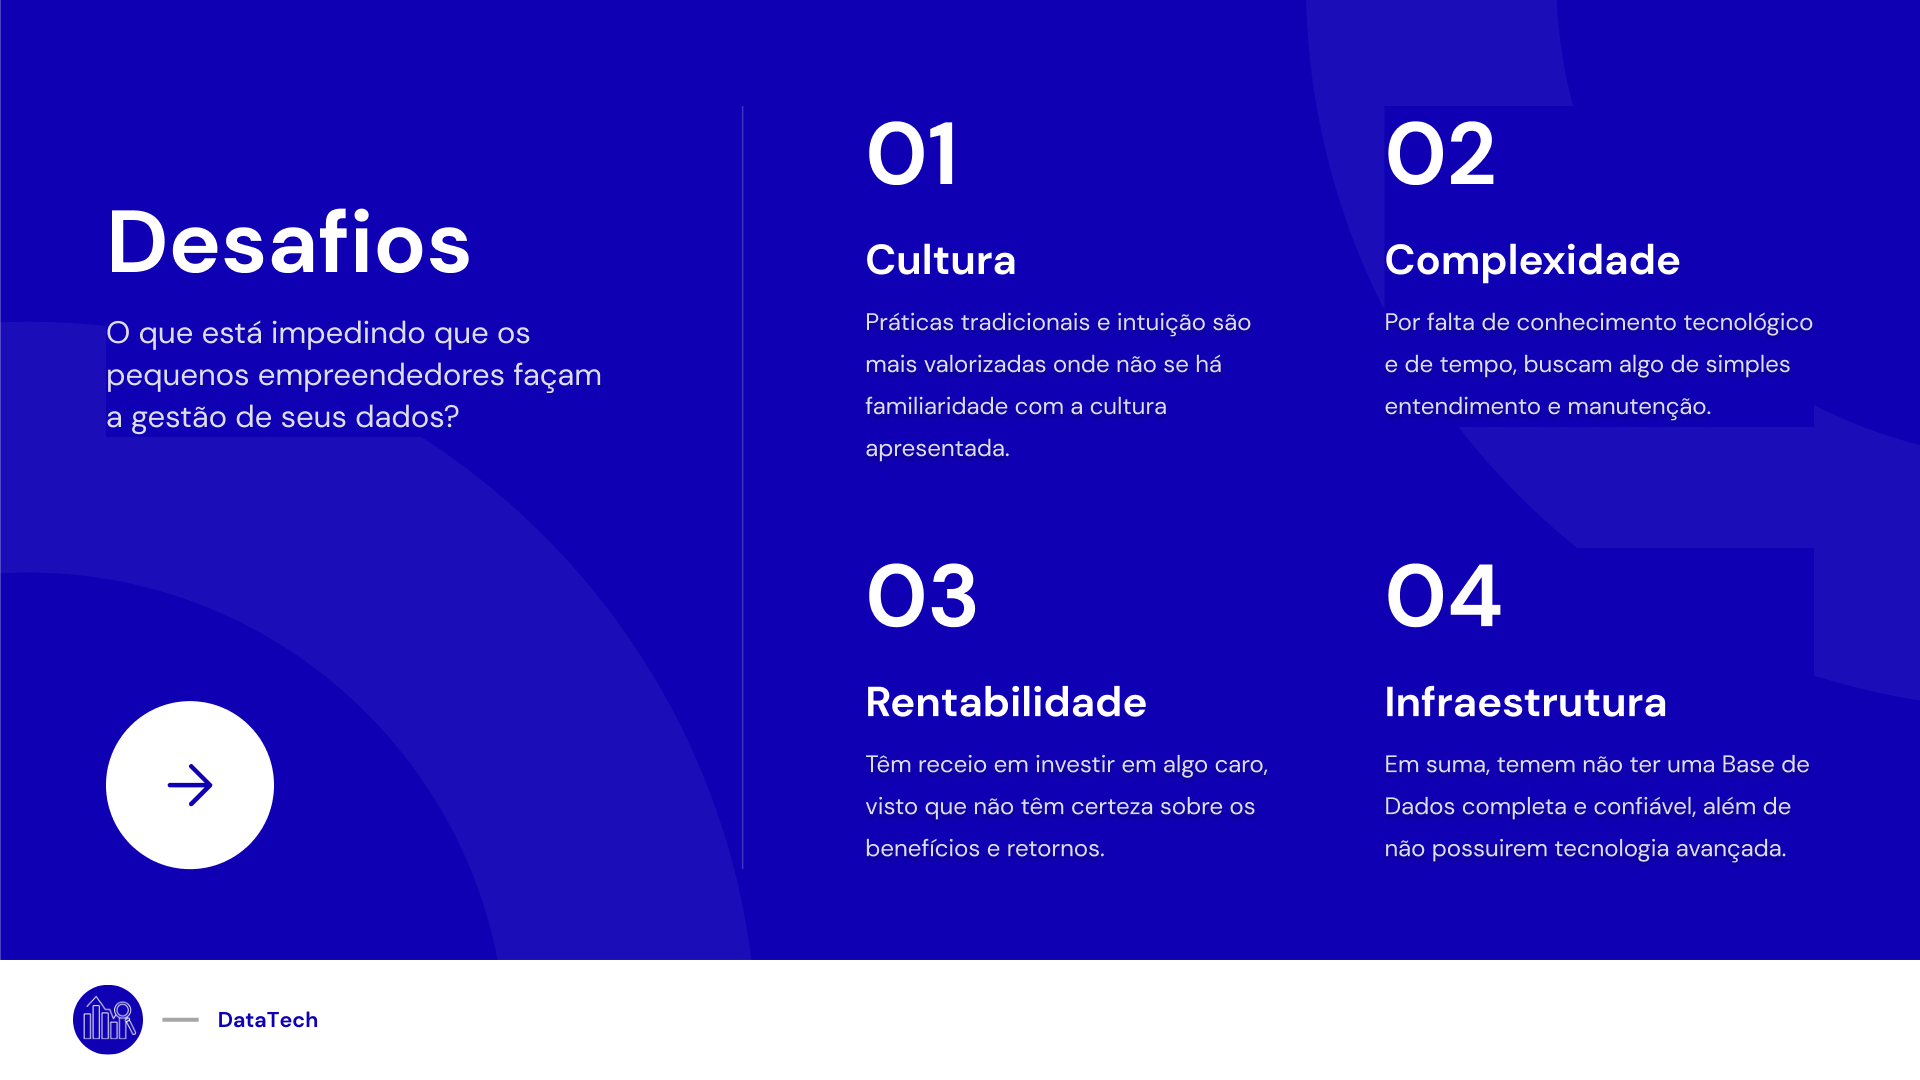 Desafios
O que está impedindo que os
pequenos empreendedores façam
a gestão de seus dados?
01
Cultura
Práticas tradicionais e intuição são
mais valorizadas onde não se há
familiaridade com a cultura
apresentada.
02
Complexidade
Por falta de conhecimento tecnológico
e de tempo, buscam algo de simples
entendimento e manutenção.
03
Rentabilidade
Têm receio em investir em algo caro,
visto que não têm certeza sobre os
benefícios e retornos.
04
Infraestrutura
Em suma, temem não ter uma Base de
Dados completa e confiável, além de
não possuirem tecnologia avançada.
DataTech